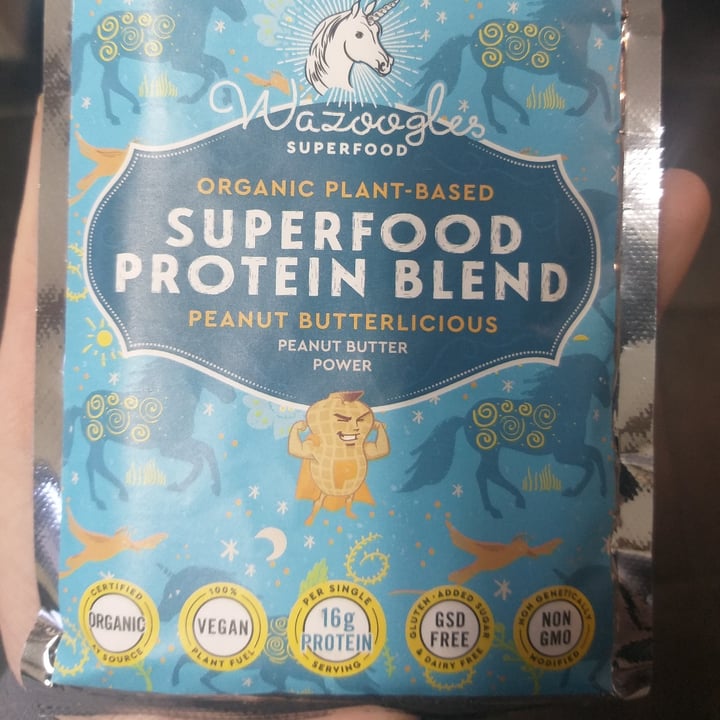 Wazoogles
SUPERFOOD
ORGANIC PLANT-BASED
SUPERFOOD
PROTEIN BLEND
PEANUT BUTTERLICIOUS
PEANUT BUTTER
POWER
CERTIFIED
ORGANIC
AT SOURCE
100%
VEGAN
PLANT FUEL
PER SINGLE
16g
PROTEIN
SERVING
GLUTEN · ADDED SUGAR
GSD
FREE
& DAIRY FREE
NON GENETICALLY
NON
GMO
MODIFIED